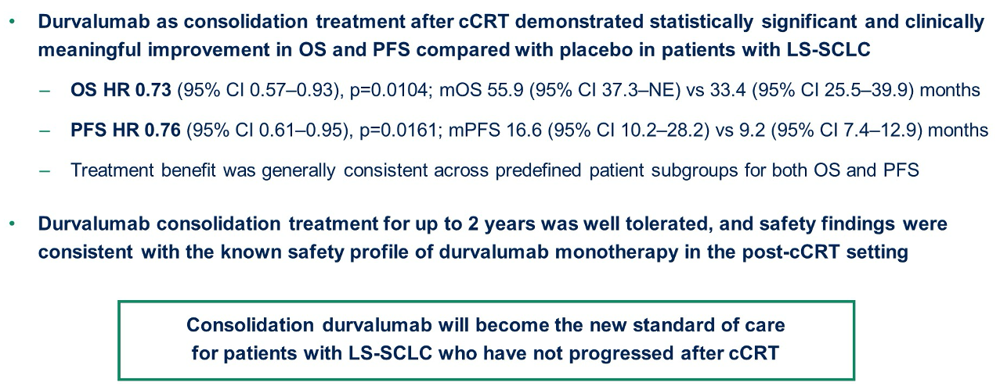 • Durvalumab as consolidation treatment after cCRT demonstrated statistically significant and clinically
meaningful improvement in OS and PFS compared with placebo in patients with LS-SCLC
– OS HR 0.73 (95% CI 0.57–0.93), p=0.0104; mOS 55.9 (95% CI 37.3–NE) vs 33.4 (95% CI 25.5–39.9) months
– PFS HR 0.76 (95% CI 0.61–0.95), p=0.0161; mPFS 16.6 (95% CI 10.2–28.2) vs 9.2 (95% CI 7.4–12.9) months
– Treatment benefit was generally consistent across predefined patient subgroups for both OS and PFS
• Durvalumab consolidation treatment for up to 2 years was well tolerated, and safety findings were
consistent with the known safety profile of durvalumab monotherapy in the post-cCRT setting
Consolidation durvalumab will become the new standard of care
for patients with LS-SCLC who have not progressed after cCRT